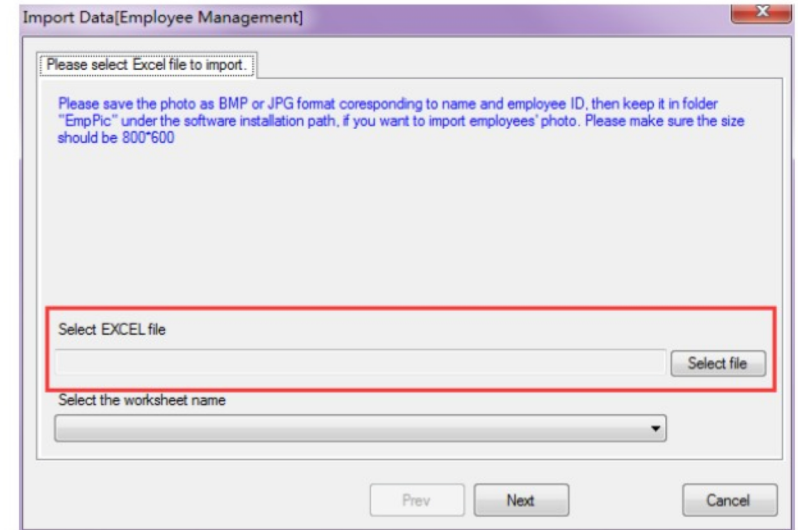 Import Data[Employee Management]
Please select Excel file to import.
Please save the photo as BMP or JPG format coresponding to name and employee ID, then keep it in folder
"EmpPic" under the software installation path, if you want to import employees' photo. Please make sure the size
should be 800*600
Select EXCEL file
Select file
Select the worksheet name
Prev Next Cancel